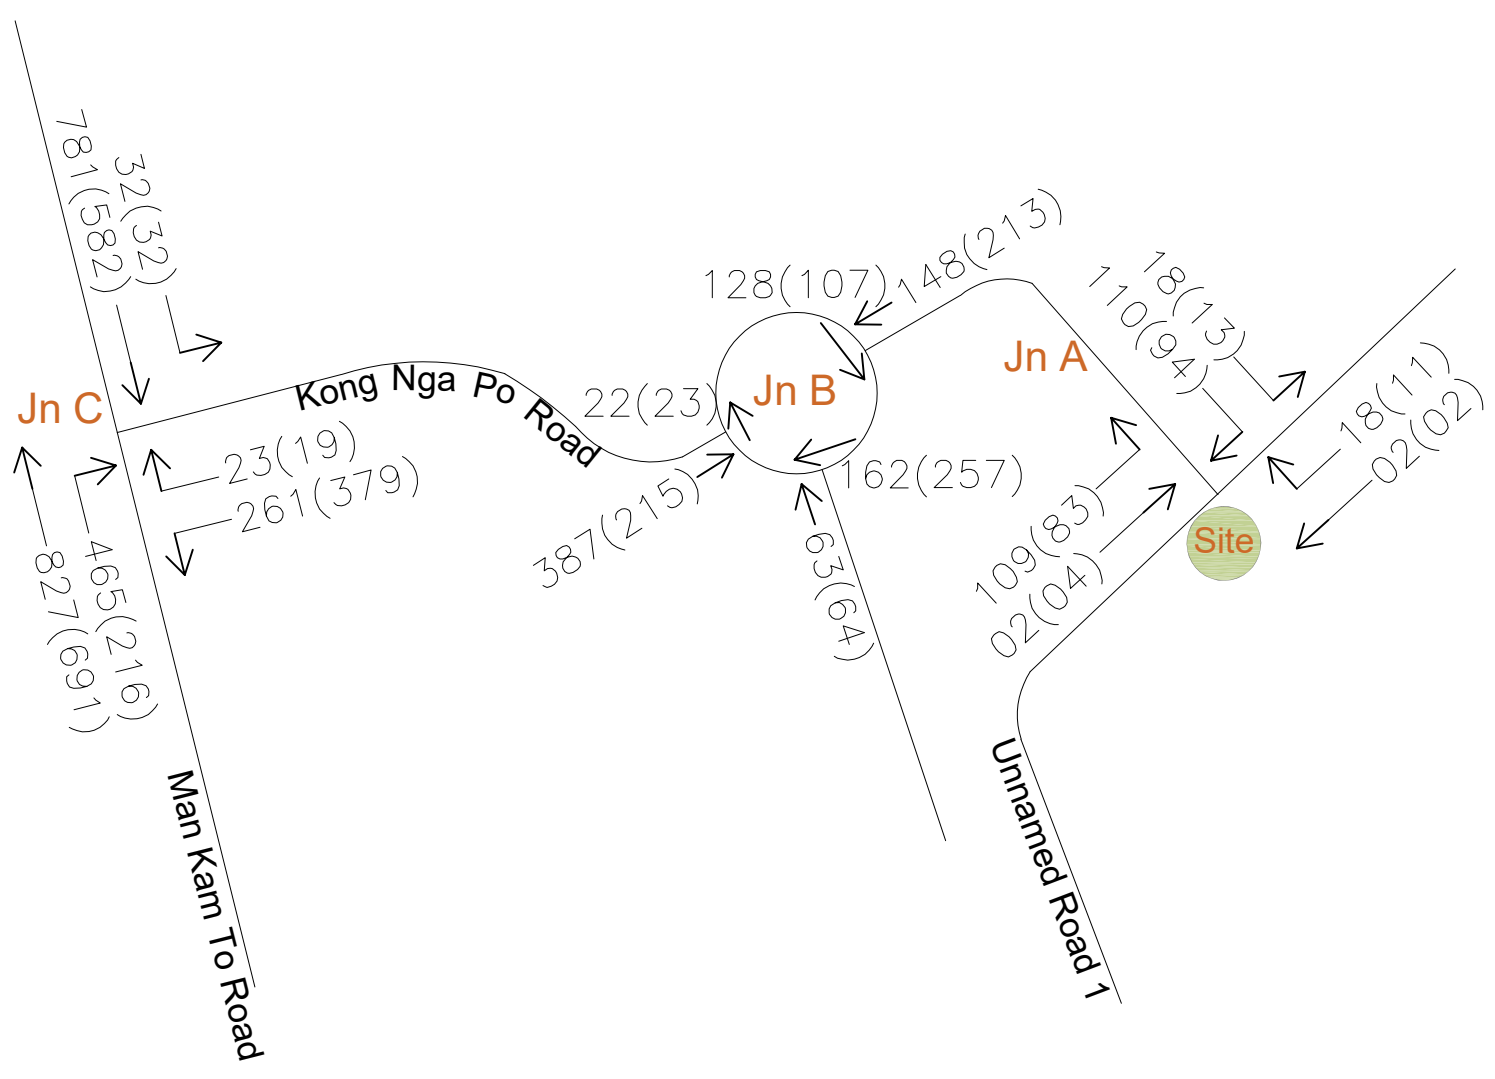 781(582)
32(32)
Jn C
23(19)
261(379)
465(216)
827(691)
Man Kam To Road
Kong Nga Po Road
128(107)
148(213)
22(23)
Jn B
162(257)
387(215)
63(64)
Jn A
18(13)
110(94)
18(11)
02(02)
109(83)
02(04)
Site
Unnamed Road 1